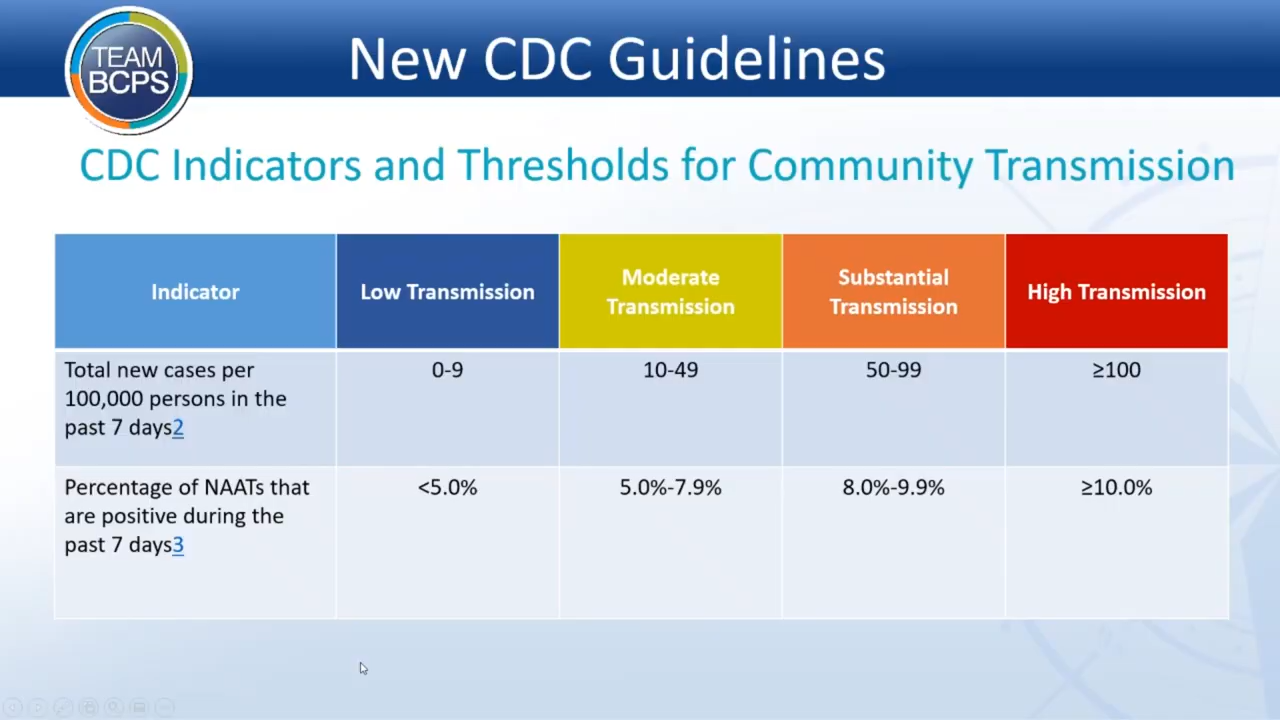 TEAM
BCPS
New CDC Guidelines
CDC Indicators and Thresholds for Community Transmission
Indicator
Low Transmission
Moderate
Transmission
Substantial
Transmission
High Transmission
Total new cases per
100,000 persons in the
past 7 days2
0-9
10-49
50-99
≥100
Percentage of NAATs that
are positive during the
past 7 days3
<5.0%
5.0%-7.9%
8.0%-9.9%
≥10.0%